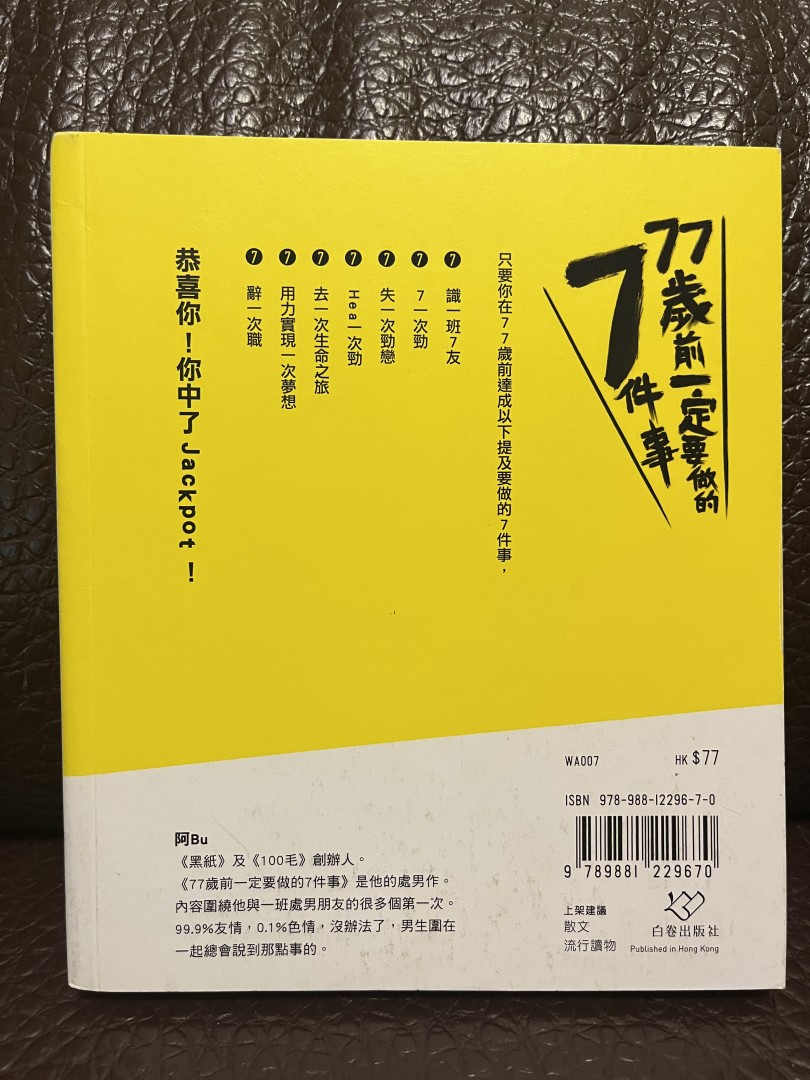 77歲前一定要做的
7件事
只要你在77歲前達成以下提及要做的7件事，
7 識一班7友
7 7一次勁
7 失一次勁戀
7 Hea一次勁
7 去一次生命之旅
7 用力實現一次夢想
7 辭一次職
恭喜你！你中了Jackpot！
WA007
HK $77
ISBN 978-988-12296-7-0
9 789881 229670
阿Bu
《黑紙》及《100毛》創辦人。
《77歲前一定要做的7件事》是他的處男作。
內容圍繞他與一班處男朋友的很多個第一次。
99.9%友情，0.1%色情，沒辦法了，男生圍在
一起總會說到那點事的。
上架建議
散文
流行讀物
白卷出版社
Published in Hong Kong